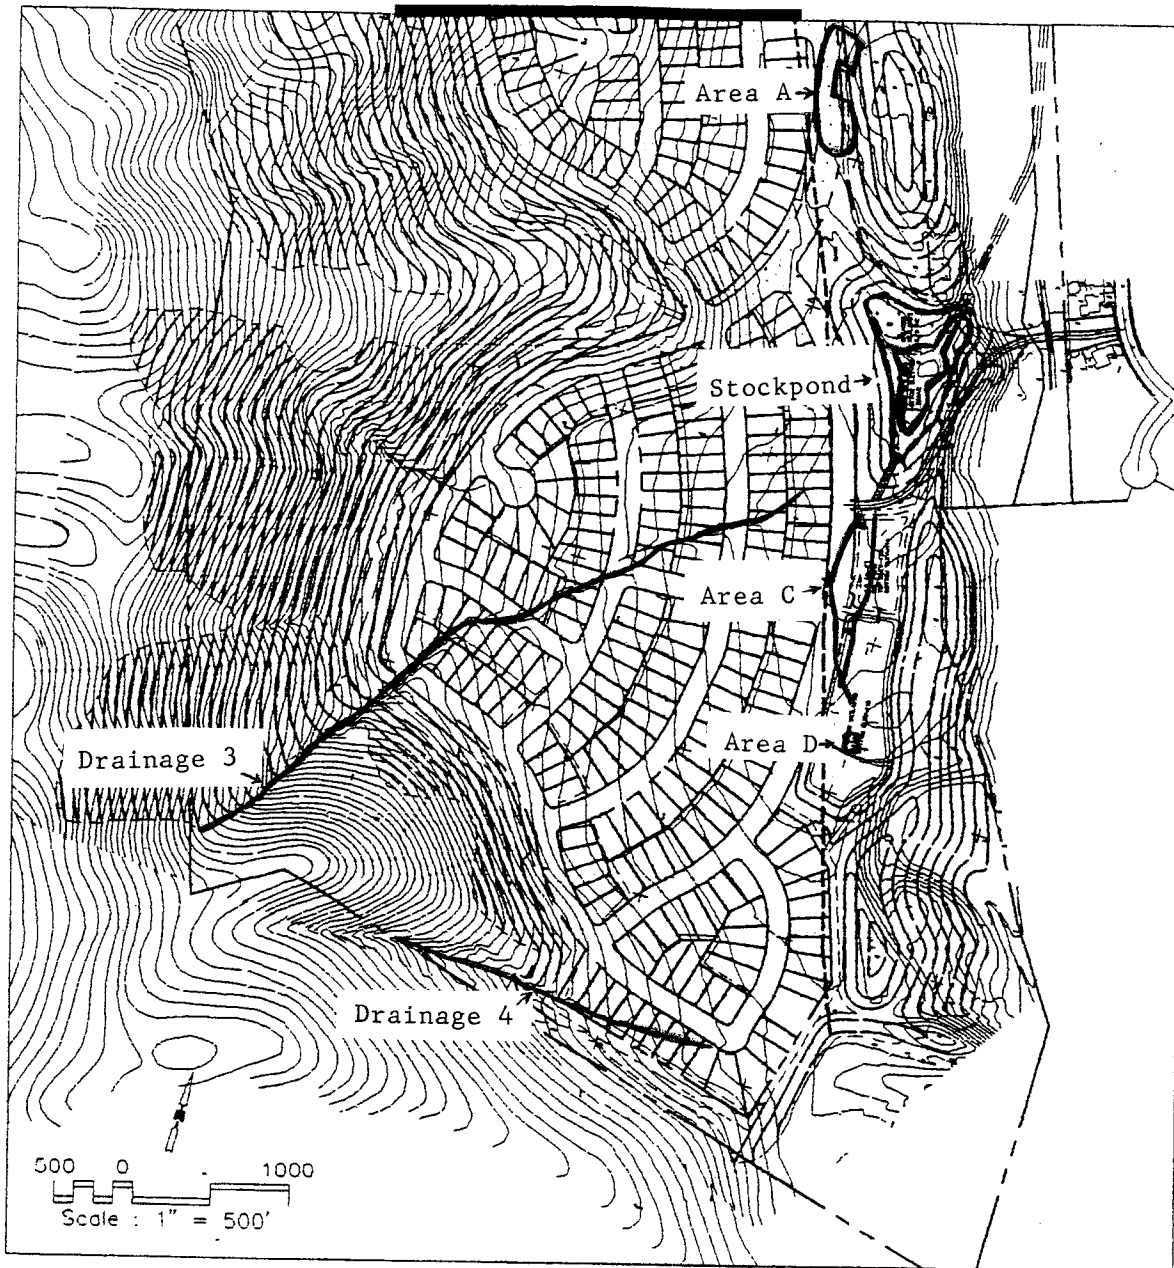 Area A
Stockpond
Area C
Area D
Drainage 3
Drainage 4
500 0 1000
Scale : 1" = 500'